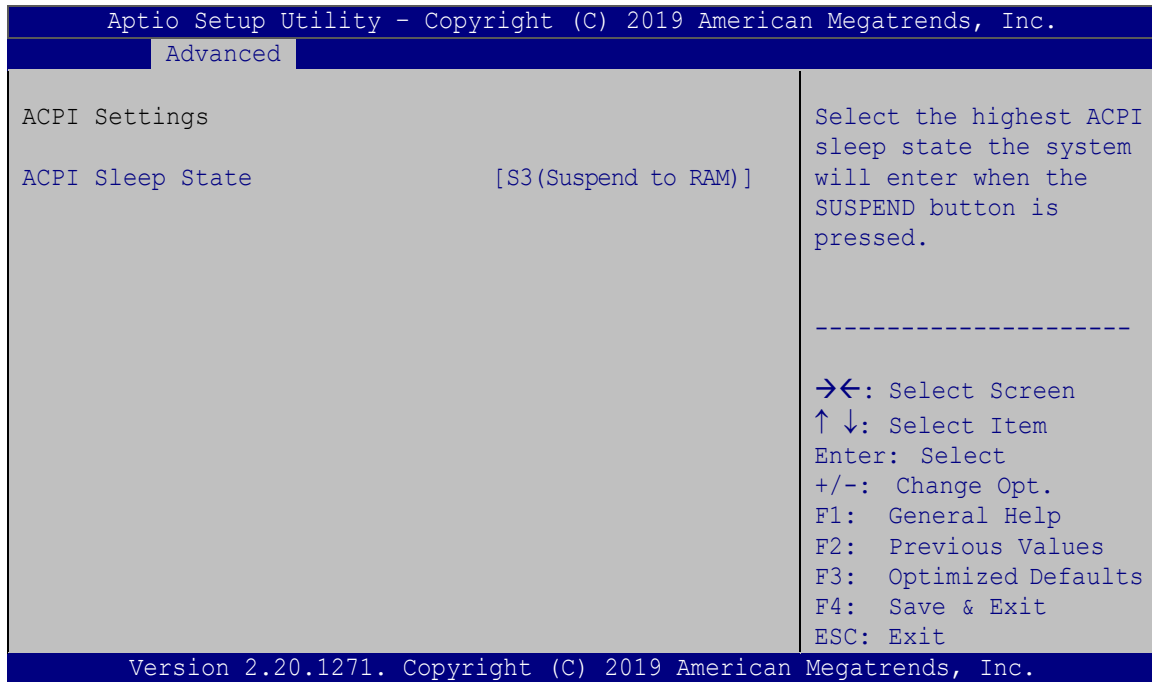 Aptio Setup Utility – Copyright (C) 2019 American Megatrends, Inc.
Advanced
ACPI Settings
ACPI Sleep State [S3(Suspend to RAM)]
Select the highest ACPI
sleep state the system
will enter when the
SUSPEND button is
pressed.
----------------------
→←: Select Screen
↑ ↓: Select Item
Enter: Select
+/-: Change Opt.
F1: General Help
F2: Previous Values
F3: Optimized Defaults
F4: Save & Exit
ESC: Exit
Version 2.20.1271. Copyright (C) 2019 American Megatrends, Inc.